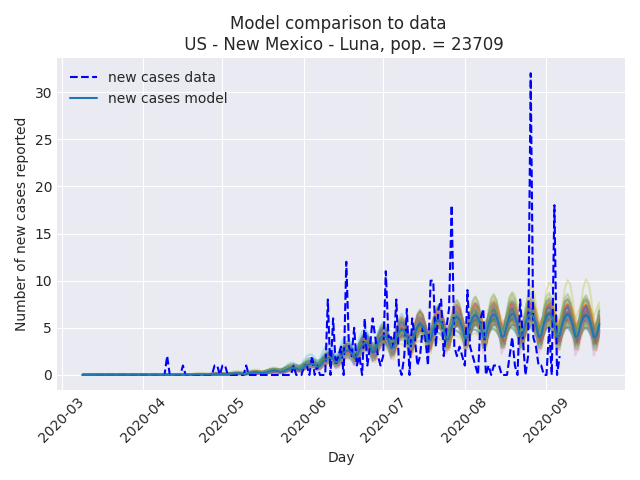 Model comparison to data
US - New Mexico - Luna, pop. = 23709
new cases data
new cases model
Number of new cases reported
30
25
20
15
10
5
0
2020-03
2020-04
2020-05
2020-06
2020-07
2020-08
2020-09
Day